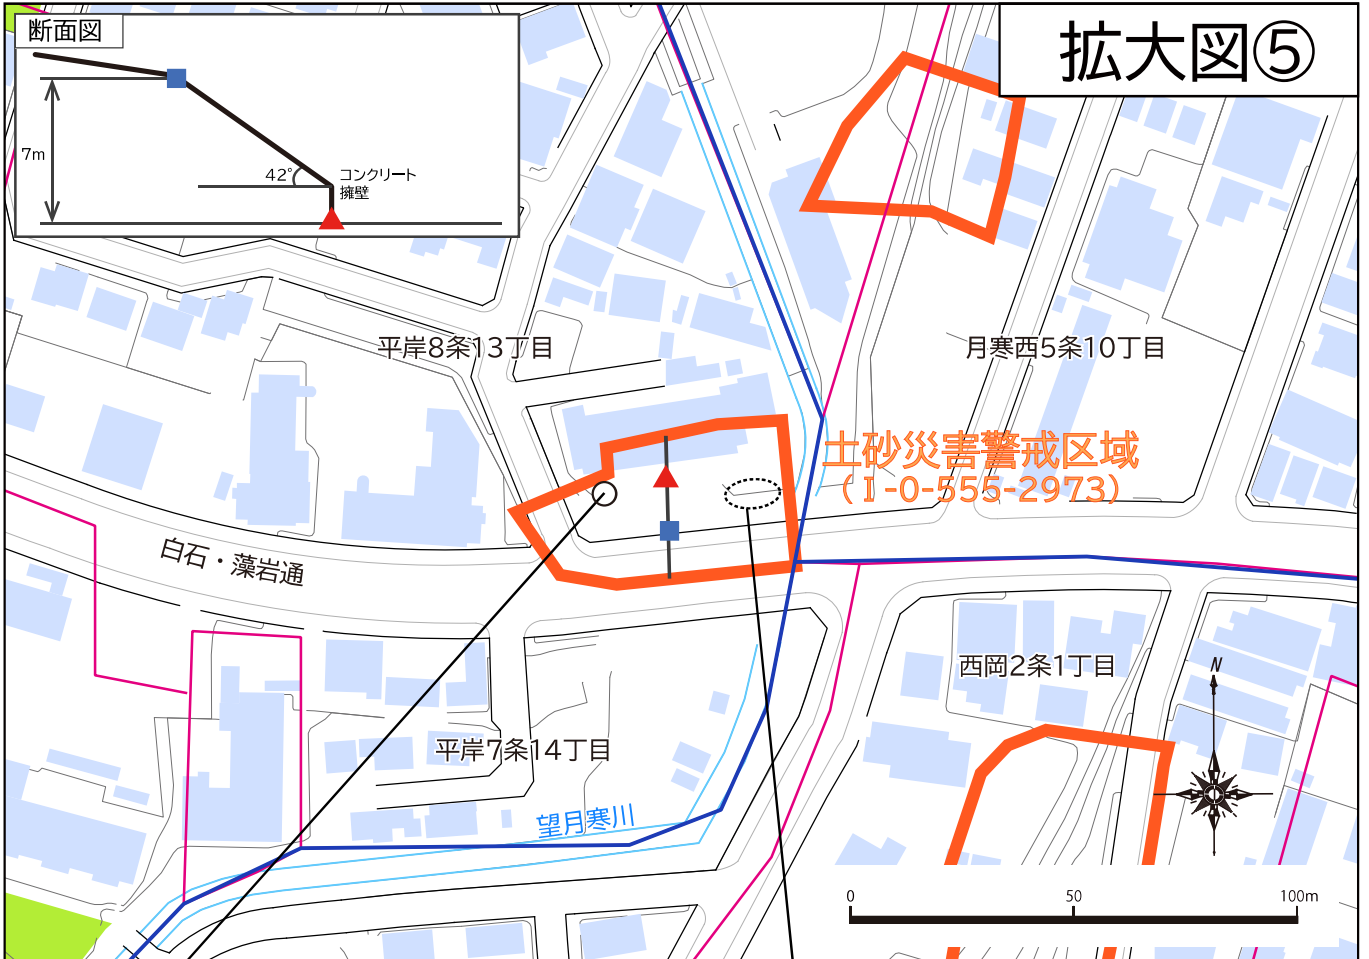 断面図
拡大図⑤
7m
42°
コンクリート
擁壁
平岸8条13丁目
月寒西5条10丁目
土砂災害警戒区域
（Ⅰ-0-555-2973）
白石・藻岩通
西岡2条1丁目
N
平岸7条14丁目
望月寒川
0 50 100m